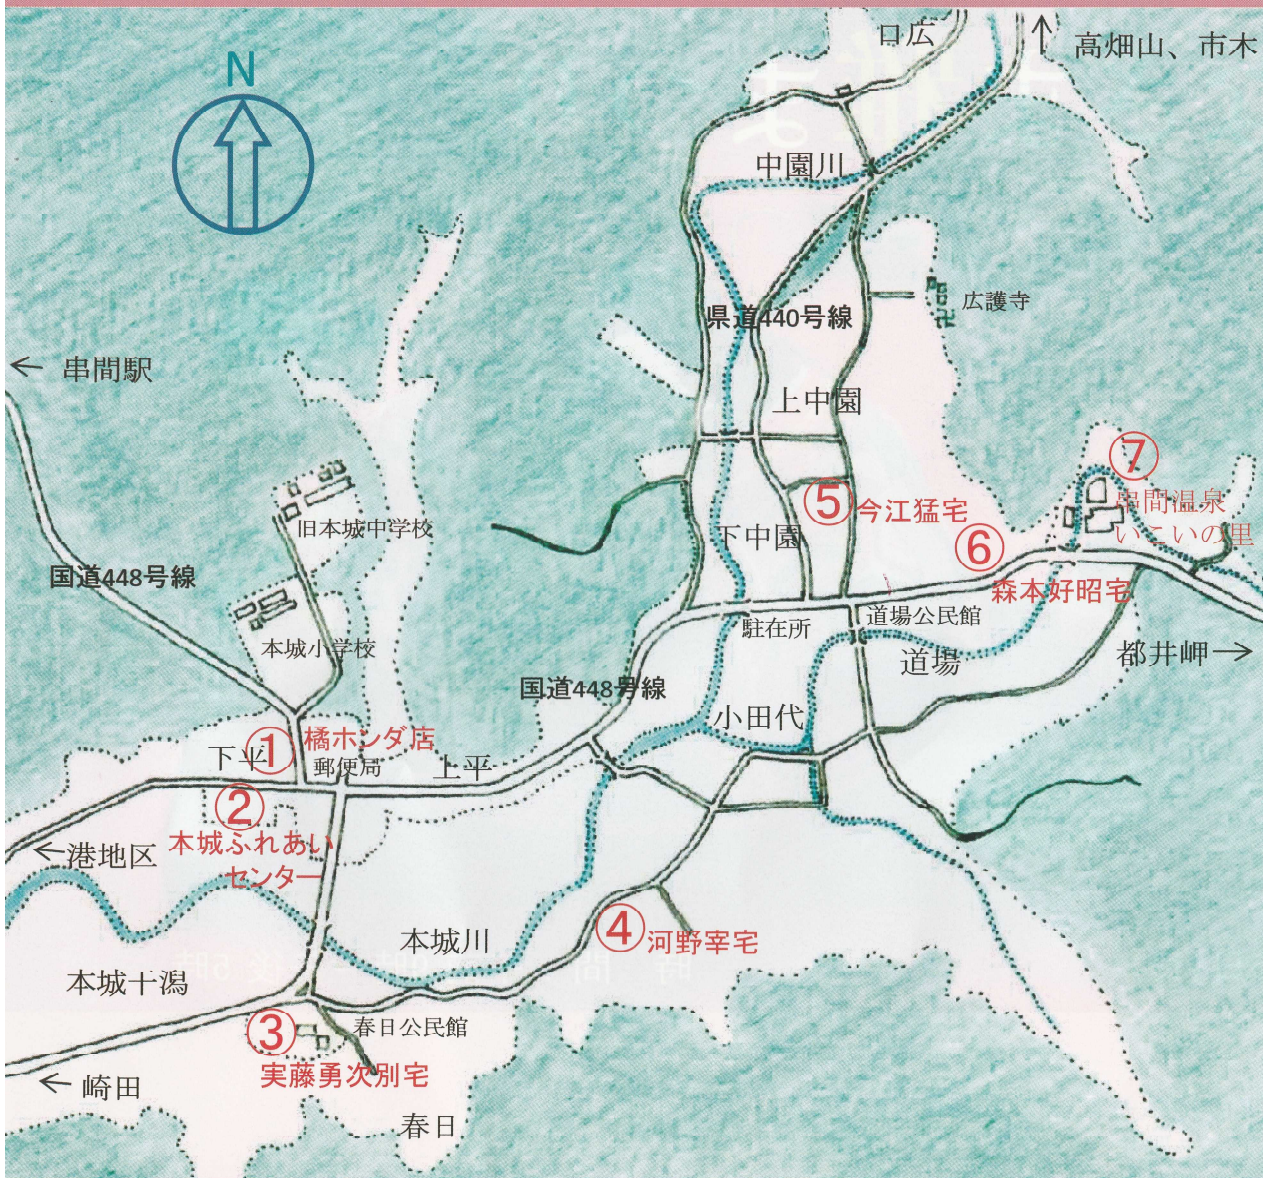 口広
高畑山、市木
N
中園川
広護寺
県道440号線
串間駅
上中園
⑦
串間温泉
いこいの里
⑤
今江猛宅
旧本城中学校
下中園
⑥
森本好昭宅
国道448号線
駐在所
道場公民館
本城小学校
道場
都井岬
国道448号線
小田代
①
橘ホンダ店
下平
郵便局
上平
②
本城ふれあい
センター
港地区
④
河野宰宅
本城川
本城干潟
③
春日公民館
実藤勇次別宅
崎田
春日